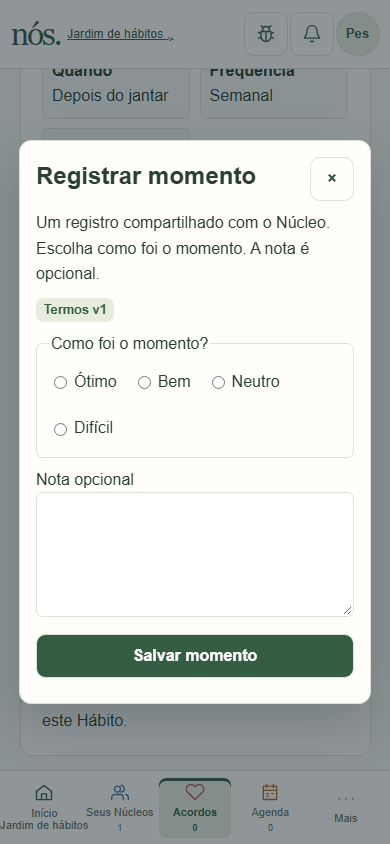 nós. Jardim de hábitos
Pes
Quando
Frequência
Depois do jantar
Semanal
Registrar momento
×
Um registro compartilhado com o Núcleo.
Escolha como foi o momento. A nota é
opcional.
Termos v1
Como foi o momento?
Ótimo
Bem
Neutro
Difícil
Nota opcional
Salvar momento
este Hábito.
Início
Jardim de hábitos
Seus Núcleos
1
Acordos
0
Agenda
0
...
Mais